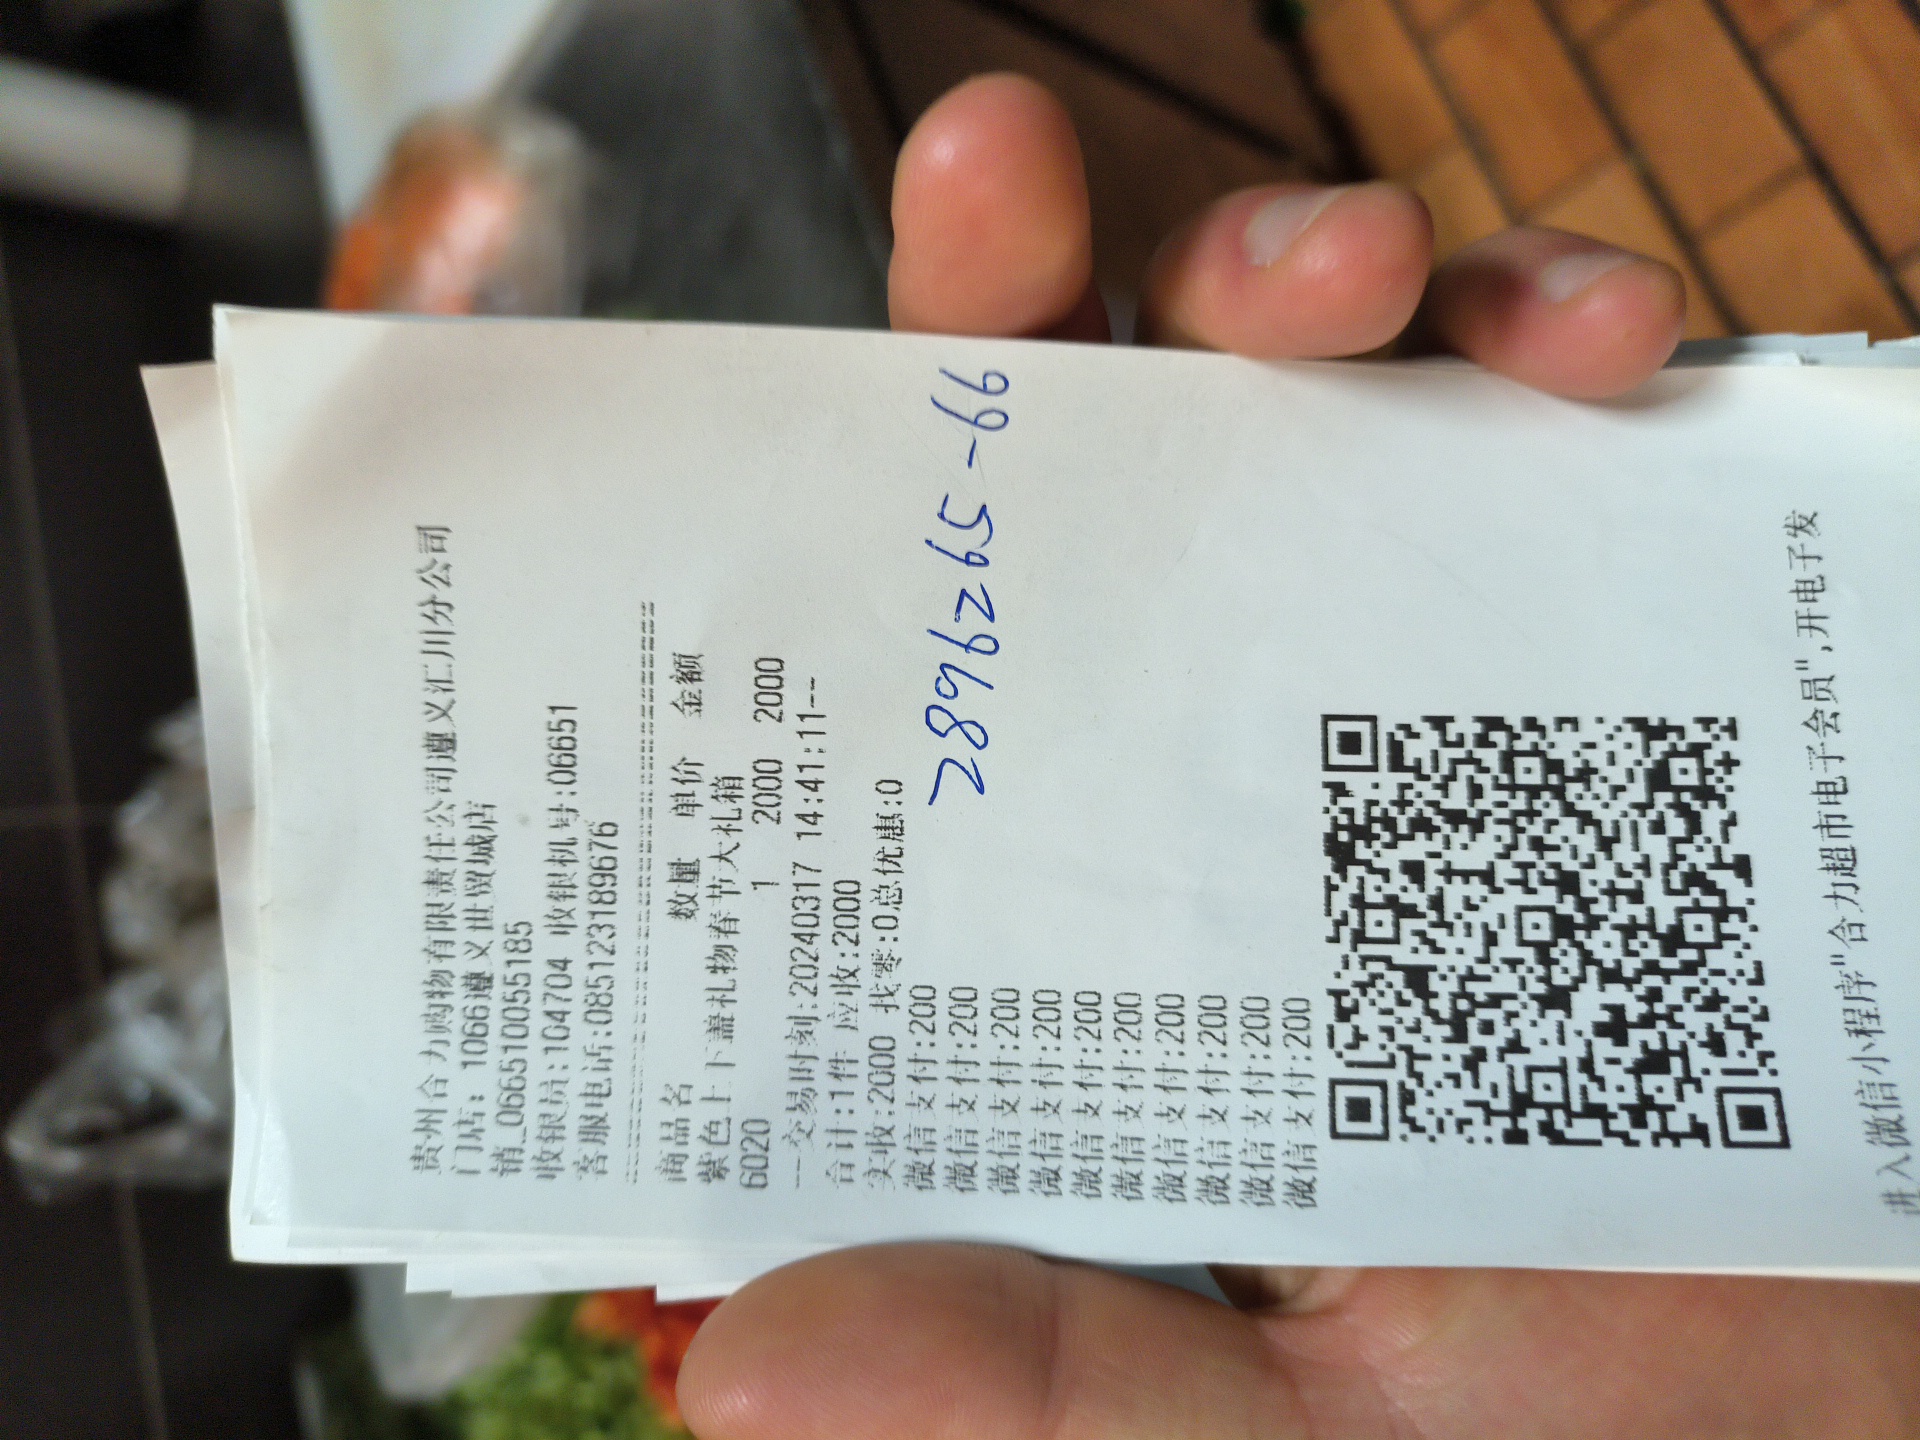 贵州合力购物有限责任公司遵义汇川分公司
门店: 1066遵义世贸城店
销_066510055185
收银员:104704 收银机号:06651
客服电话:085123189676
商品名 数量 单价 金额
紫色上下盖礼物春节大礼箱
6020 1 2000 2000
--交易时刻:20240317 14:41:11--
合计:1件 应收:2000
实收:2000 找零:0总优惠:0
微信支付:200
微信支付:200
微信支付:200
微信支付:200
微信支付:200
微信支付:200
微信支付:200
微信支付:200
微信支付:200
微信支付:200
2896265-66
进入微信小程序"合力超市电子会员",开电子发